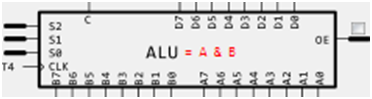 C D7 D6 D5 D4 D3 D2 D1 D0
S2
S1 OE
S0 ALU = A & B
T4 CLK
B7 B6 B5 B4 B3 B2 B1 B0 A7 A6 A5 A4 A3 A2 A1 A0